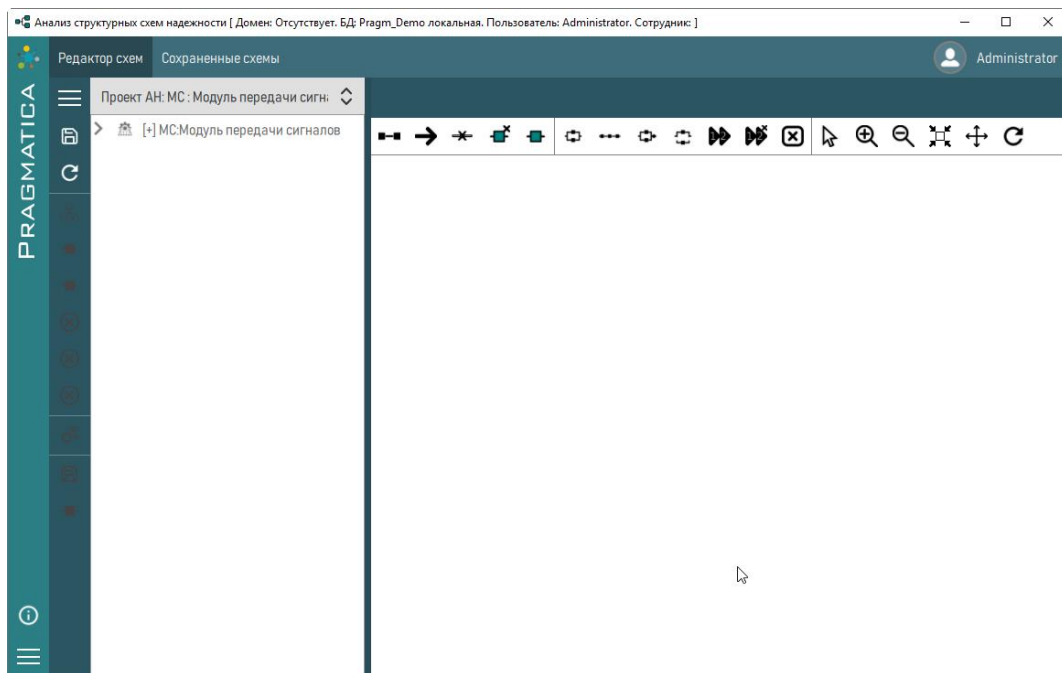 Анализ структурных схем надежности [ Домен: Отсутствует. БД: Pragm_Demo локальная. Пользователь: Administrator. Сотрудник: ]
Редактор схем Сохраненные схемы Administrator
PRAGMATICA
Проект АН: МС : Модуль передачи сигна
[+] МС:Модуль передачи сигналов